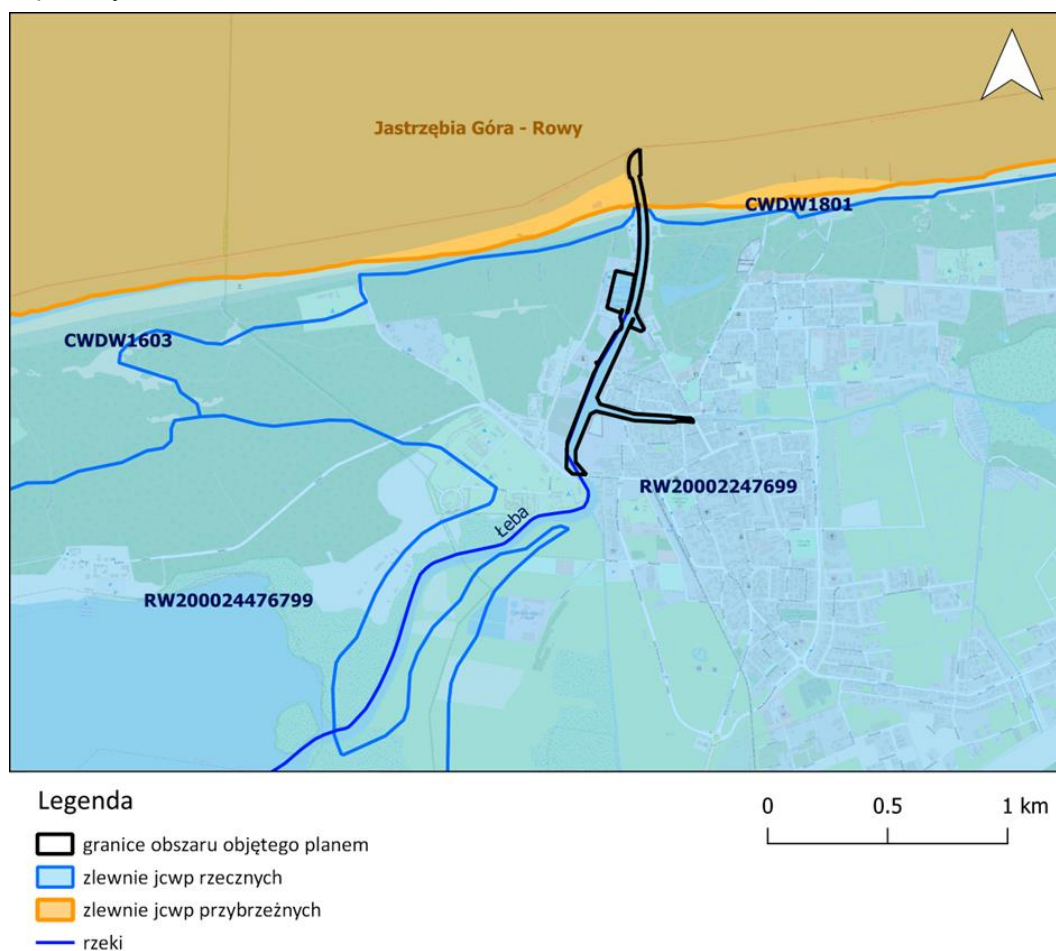 Jastrzębia Góra - Rowy
CWDW1801
CWDW1603
RW20002247699
Łeba
RW200024476799
Legenda
0 0.5 1 km
granice obszaru objętego planem
zlewnie jcwp rzecznych
zlewnie jcwp przybrzeżnych
rzeki